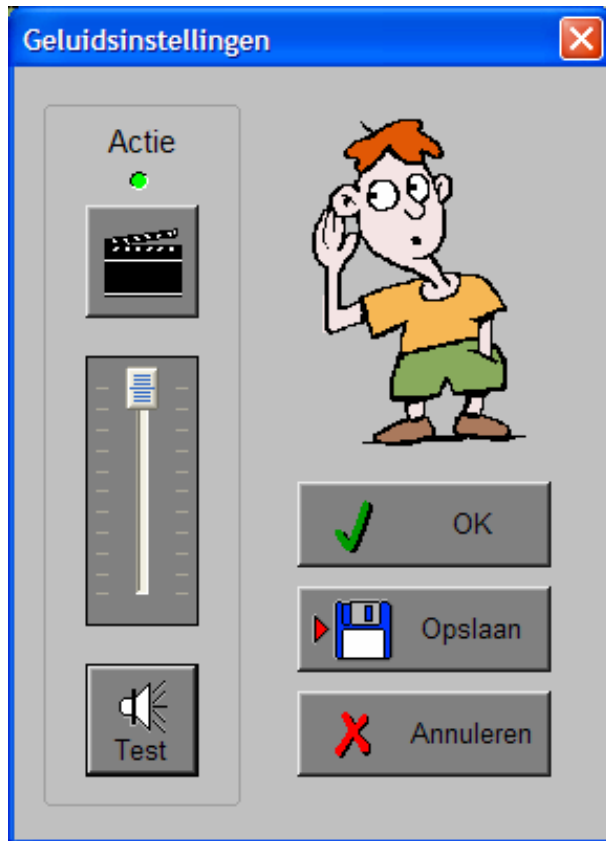 Geluidsinstellingen
Actie
OK
Opslaan
Annuleren
Test